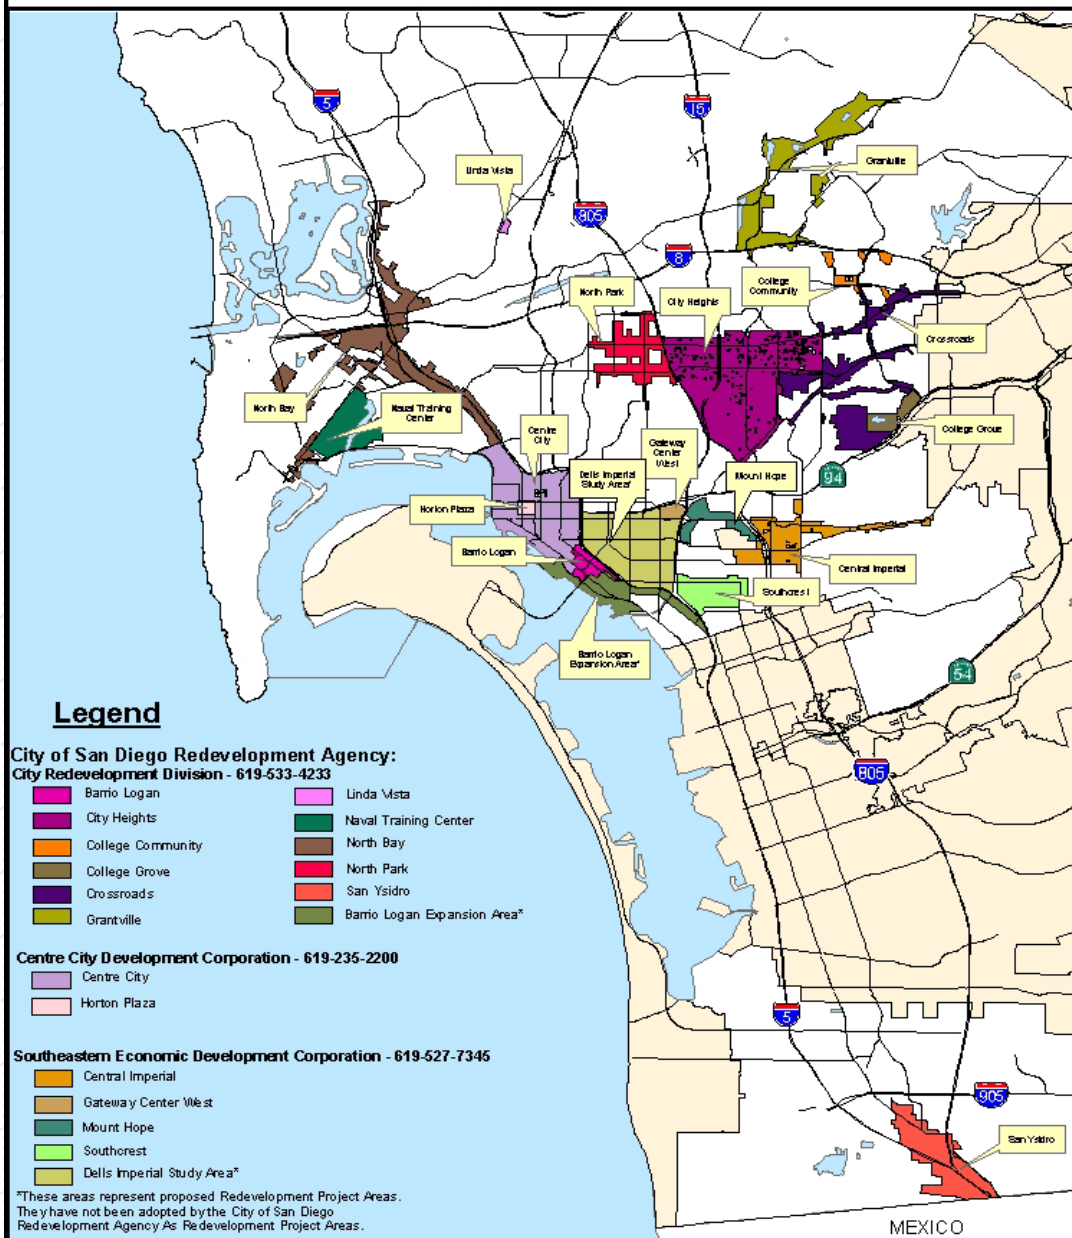 5
15
Linda Vista
Grantville
805
8
College
Community
North Park
City Heights
Crossroads
North Bay
Naval Training
Center
Centre
City
Gateway
Center
West
College Grove
Dells Imperial
Study Area*
Mount Hope
94
Horton Plaza
Barrio Logan
Central Imperial
Southcrest
Barrio Logan
Expansion Area*
54
805
5
905
San Ysidro
MEXICO
Legend
City of San Diego Redevelopment Agency:
City Redevelopment Division - 619-533-4233
Barrio Logan
City Heights
College Community
College Grove
Crossroads
Grantville
Linda Vista
Naval Training Center
North Bay
North Park
San Ysidro
Barrio Logan Expansion Area*
Centre City Development Corporation - 619-235-2200
Centre City
Horton Plaza
Southeastern Economic Development Corporation - 619-527-7345
Central Imperial
Gateway Center West
Mount Hope
Southcrest
Dells Imperial Study Area*
*These areas represent proposed Redevelopment Project Areas.
They have not been adopted by the City of San Diego
Redevelopment Agency As Redevelopment Project Areas.